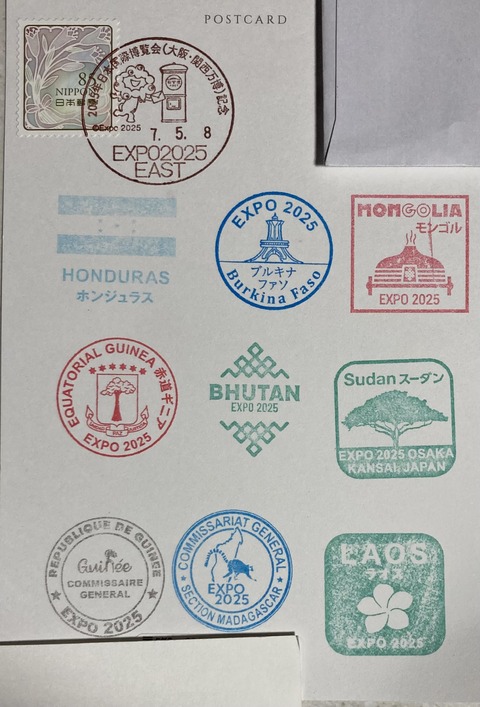 POSTCARD
85
NIPPON
日本郵便
2025年日本国際博覧会(大阪・関西万博)記念
©Expo 2025
7. 5. 8
EXPO2025
EAST
HONDURAS
ホンジュラス
EXPO 2025
ブルキナ
ファソ
Burkina Faso
MONGOLIA
モンゴル
EXPO 2025
EQUATORIAL GUINEA 赤道ギニア
EXPO 2025
BHUTAN
EXPO 2025
Sudan スーダン
EXPO 2025 OSAKA
KANSAI, JAPAN
REPUBLIQUE DE GUINEE
Guinée
COMMISSAIRE
GENERAL
EXPO 2025
COMMISSARIAT GENERAL
EXPO
2025
SECTION MADAGASCAR
LAOS
ラオス
EXPO 2025